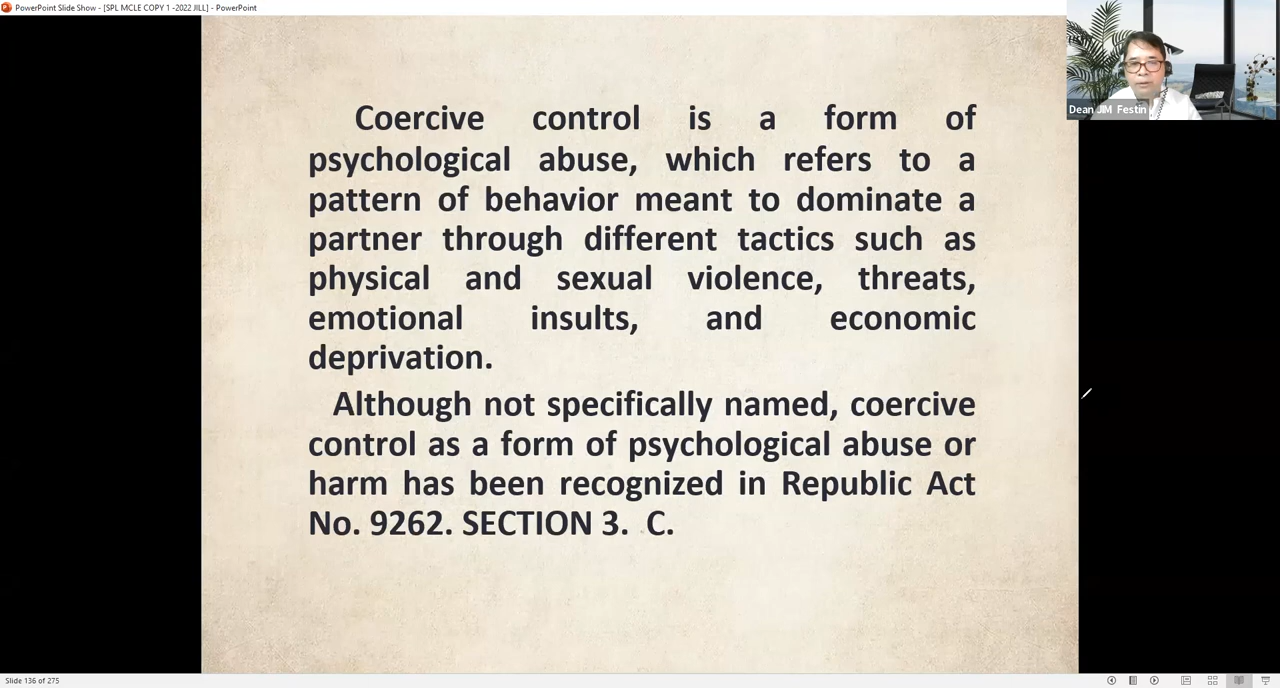 PowerPoint Slide Show - [SPL MCLE COPY 1 -2022 JILL] - PowerPoint
Dean JIM Festin
Coercive control is a form of
psychological abuse, which refers to a
pattern of behavior meant to dominate a
partner through different tactics such as
physical and sexual violence, threats,
emotional insults, and economic
deprivation.
Although not specifically named, coercive
control as a form of psychological abuse or
harm has been recognized in Republic Act
No. 9262. SECTION 3. C.
Slide 136 of 275